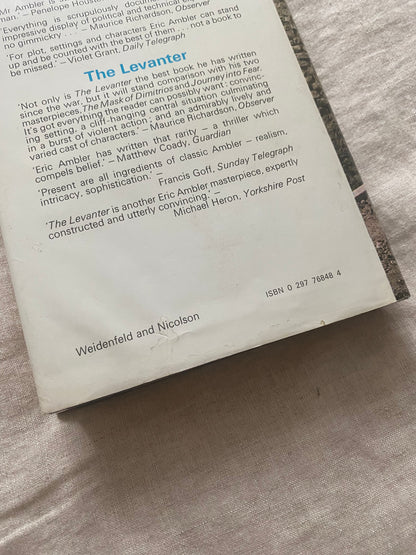 Mr. Ambler is
– Penelope Houst
'Everything is scrupulously docum
impressive display of political and technical ex
no gimmickry . . .' – Maurice Richardson, Observer
'For plot, settings and characters Eric Ambler can stand
up and be counted with the best of them . . . not a book to
be missed.' – Violet Grant, Daily Telegraph
The Levanter
'Not only is The Levanter the best book he has written
since the war, but it will stand comparison with his two
masterpieces, The Mask of Dimitrios and Journey into Fear.
It's got everything the reader can possibly want: convinc-
ing setting, a cliff-hanging central situation culminating
in a burst of violent action; and an admirably lively and
varied cast of characters.' – Maurice Richardson, Observer
'Eric Ambler has written that rarity – a thriller which
compels belief.' – Matthew Coady, Guardian
'Present are all ingredients of classic Ambler – realism,
intricacy, sophistication.' –
Francis Goff, Sunday Telegraph
'The Levanter is another Eric Ambler masterpiece, expertly
constructed and utterly convincing.' –
Michael Heron, Yorkshire Post
ISBN 0 297 76848 4
Weidenfeld and Nicolson